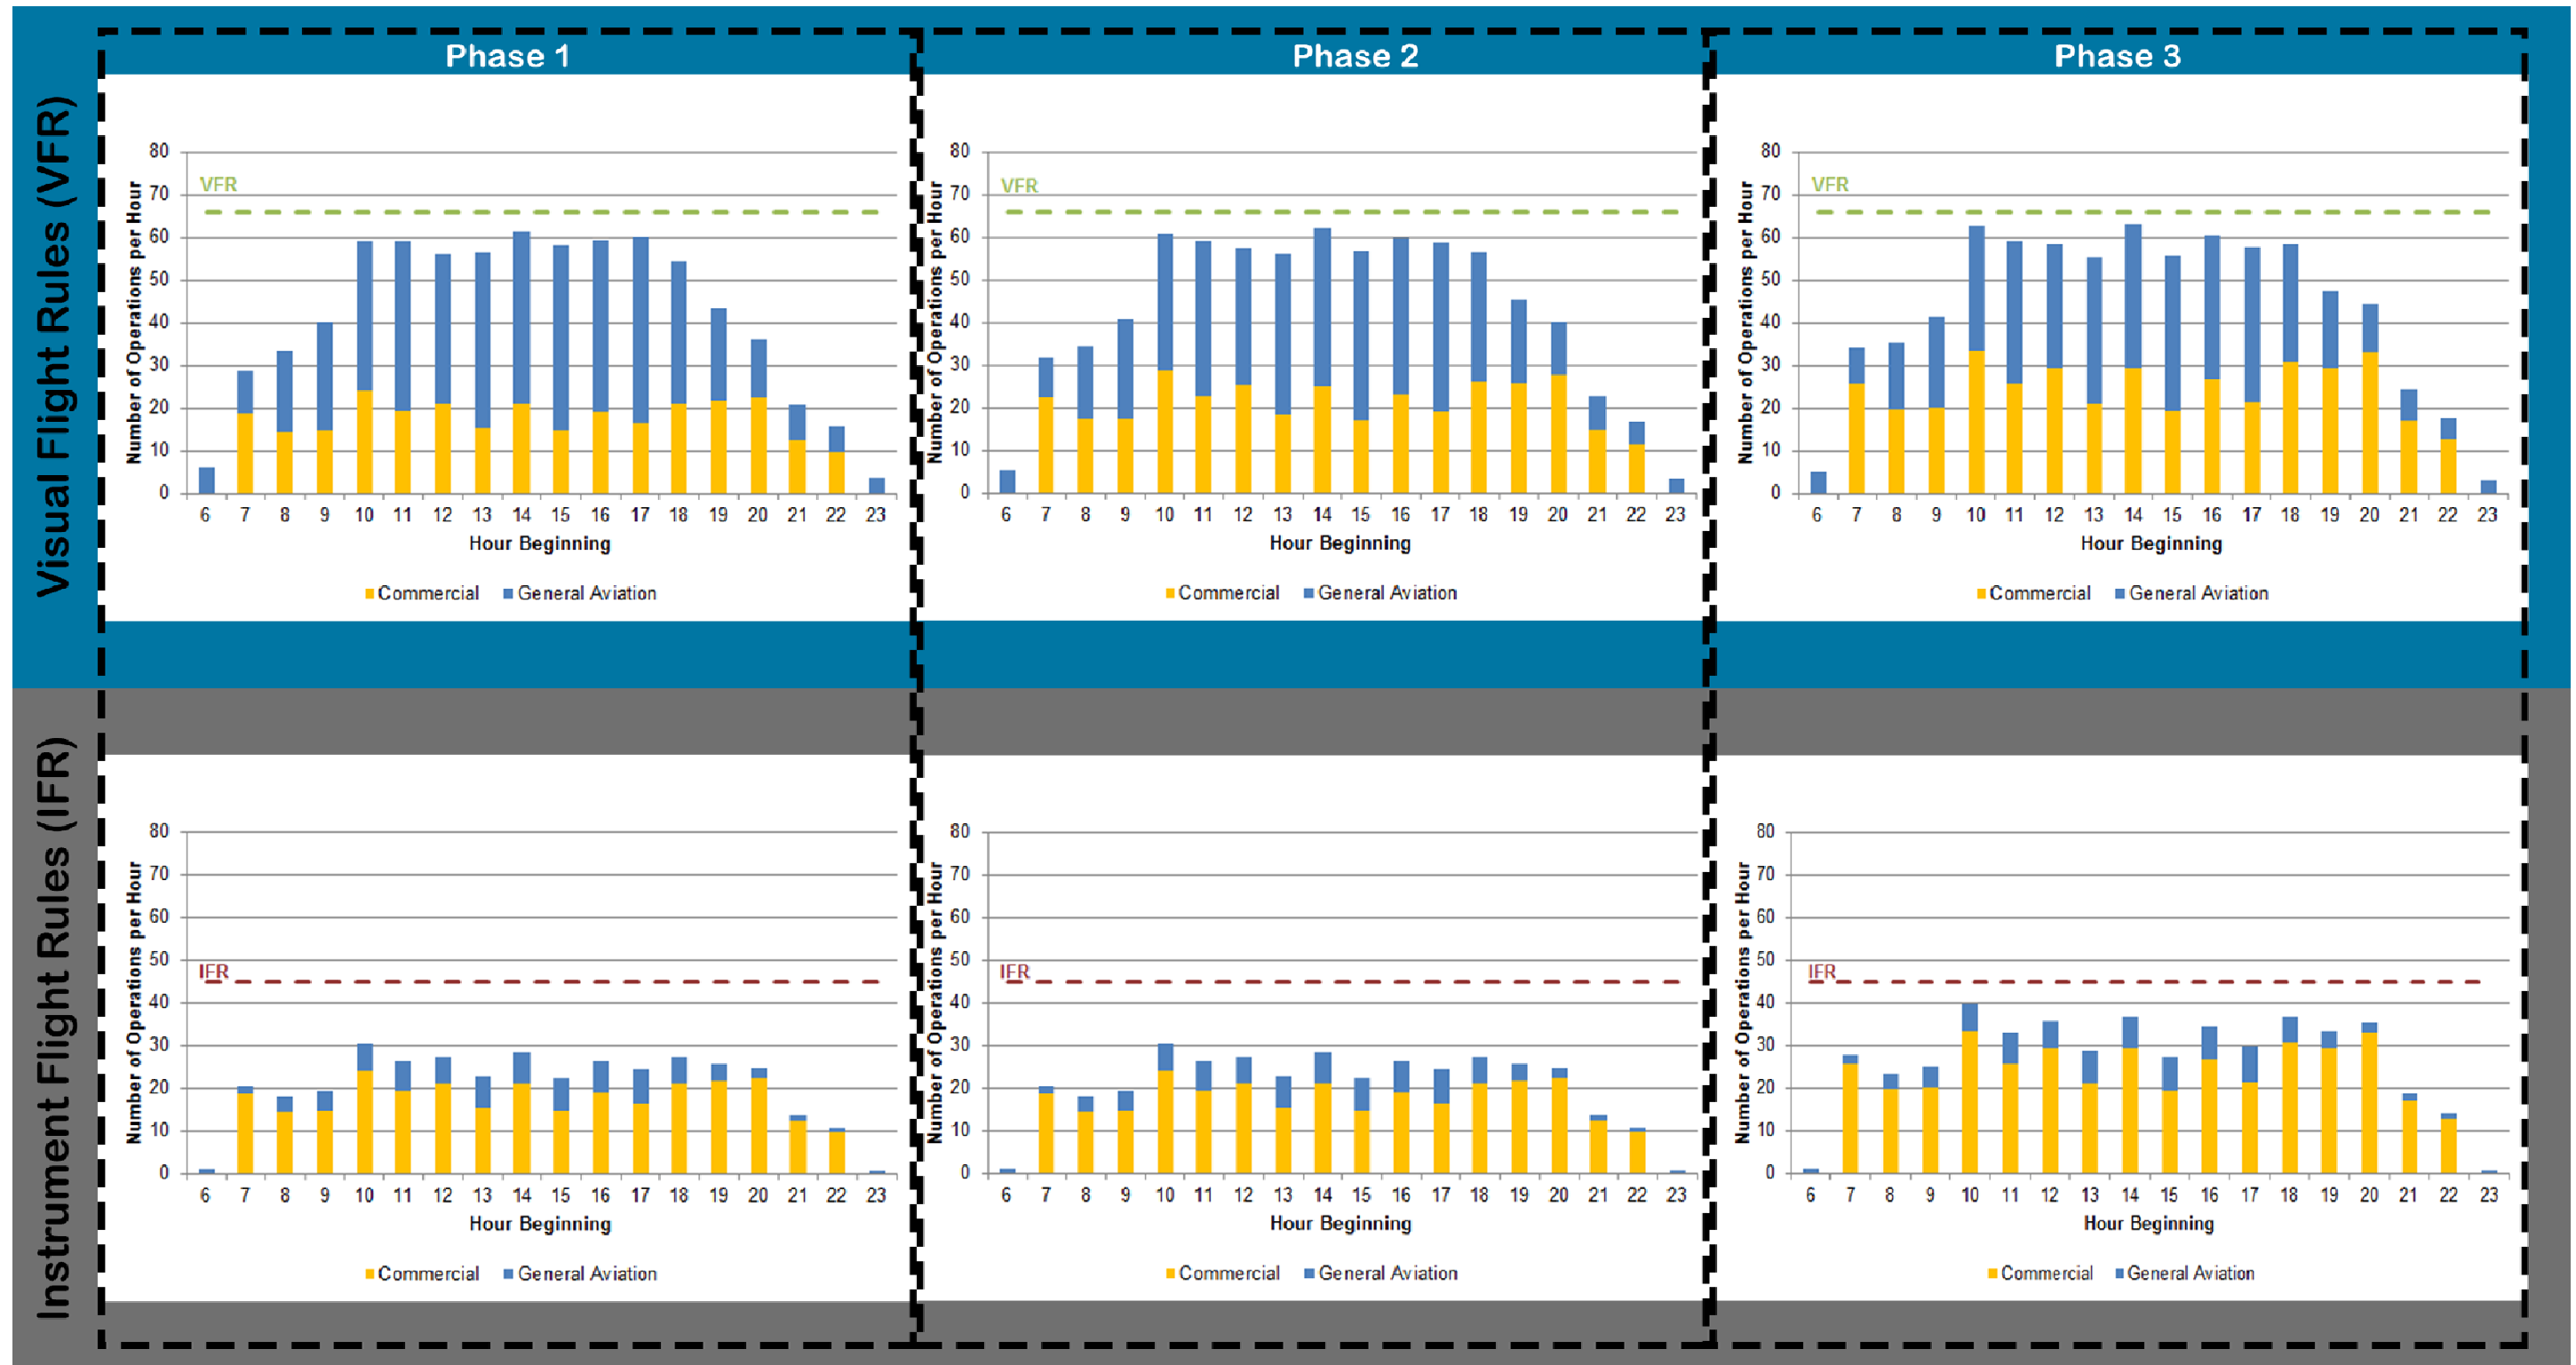 Phase 1
Phase 2
Phase 3
Visual Flight Rules (VFR)
Number of Operations per Hour
80
70
60
50
40
30
20
10
0
VFR
6 7 8 9 10 11 12 13 14 15 16 17 18 19 20 21 22 23
Hour Beginning
Commercial General Aviation
Number of Operations per Hour
80
70
60
50
40
30
20
10
0
VFR
6 7 8 9 10 11 12 13 14 15 16 17 18 19 20 21 22 23
Hour Beginning
Commercial General Aviation
Number of Operations per Hour
80
70
60
50
40
30
20
10
0
VFR
6 7 8 9 10 11 12 13 14 15 16 17 18 19 20 21 22 23
Hour Beginning
Commercial General Aviation
Instrument Flight Rules (IFR)
Number of Operations per Hour
80
70
60
50
40
30
20
10
0
IFR
6 7 8 9 10 11 12 13 14 15 16 17 18 19 20 21 22 23
Hour Beginning
Commercial General Aviation
Number of Operations per Hour
80
70
60
50
40
30
20
10
0
IFR
6 7 8 9 10 11 12 13 14 15 16 17 18 19 20 21 22 23
Hour Beginning
Commercial General Aviation
Number of Operations per Hour
80
70
60
50
40
30
20
10
0
IFR
6 7 8 9 10 11 12 13 14 15 16 17 18 19 20 21 22 23
Hour Beginning
Commercial General Aviation